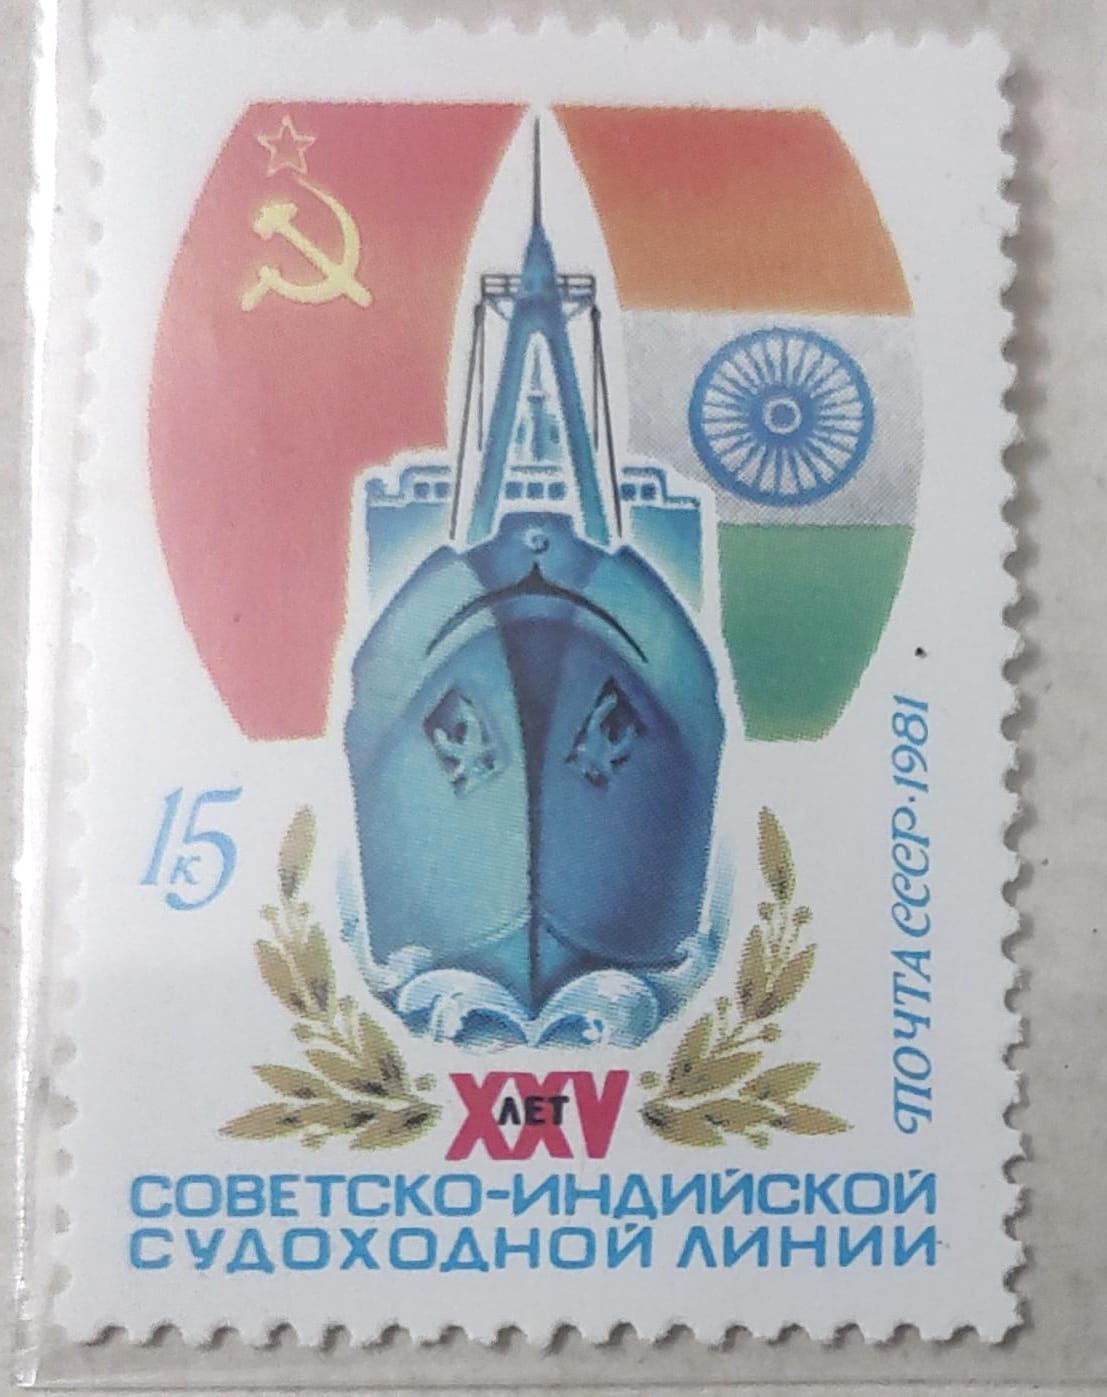 15к
ПОЧТА СССР·1981
XXV
ЛЕТ
СОВЕТСКО-ИНДИЙСКОЙ
СУДОХОДНОЙ ЛИНИИ